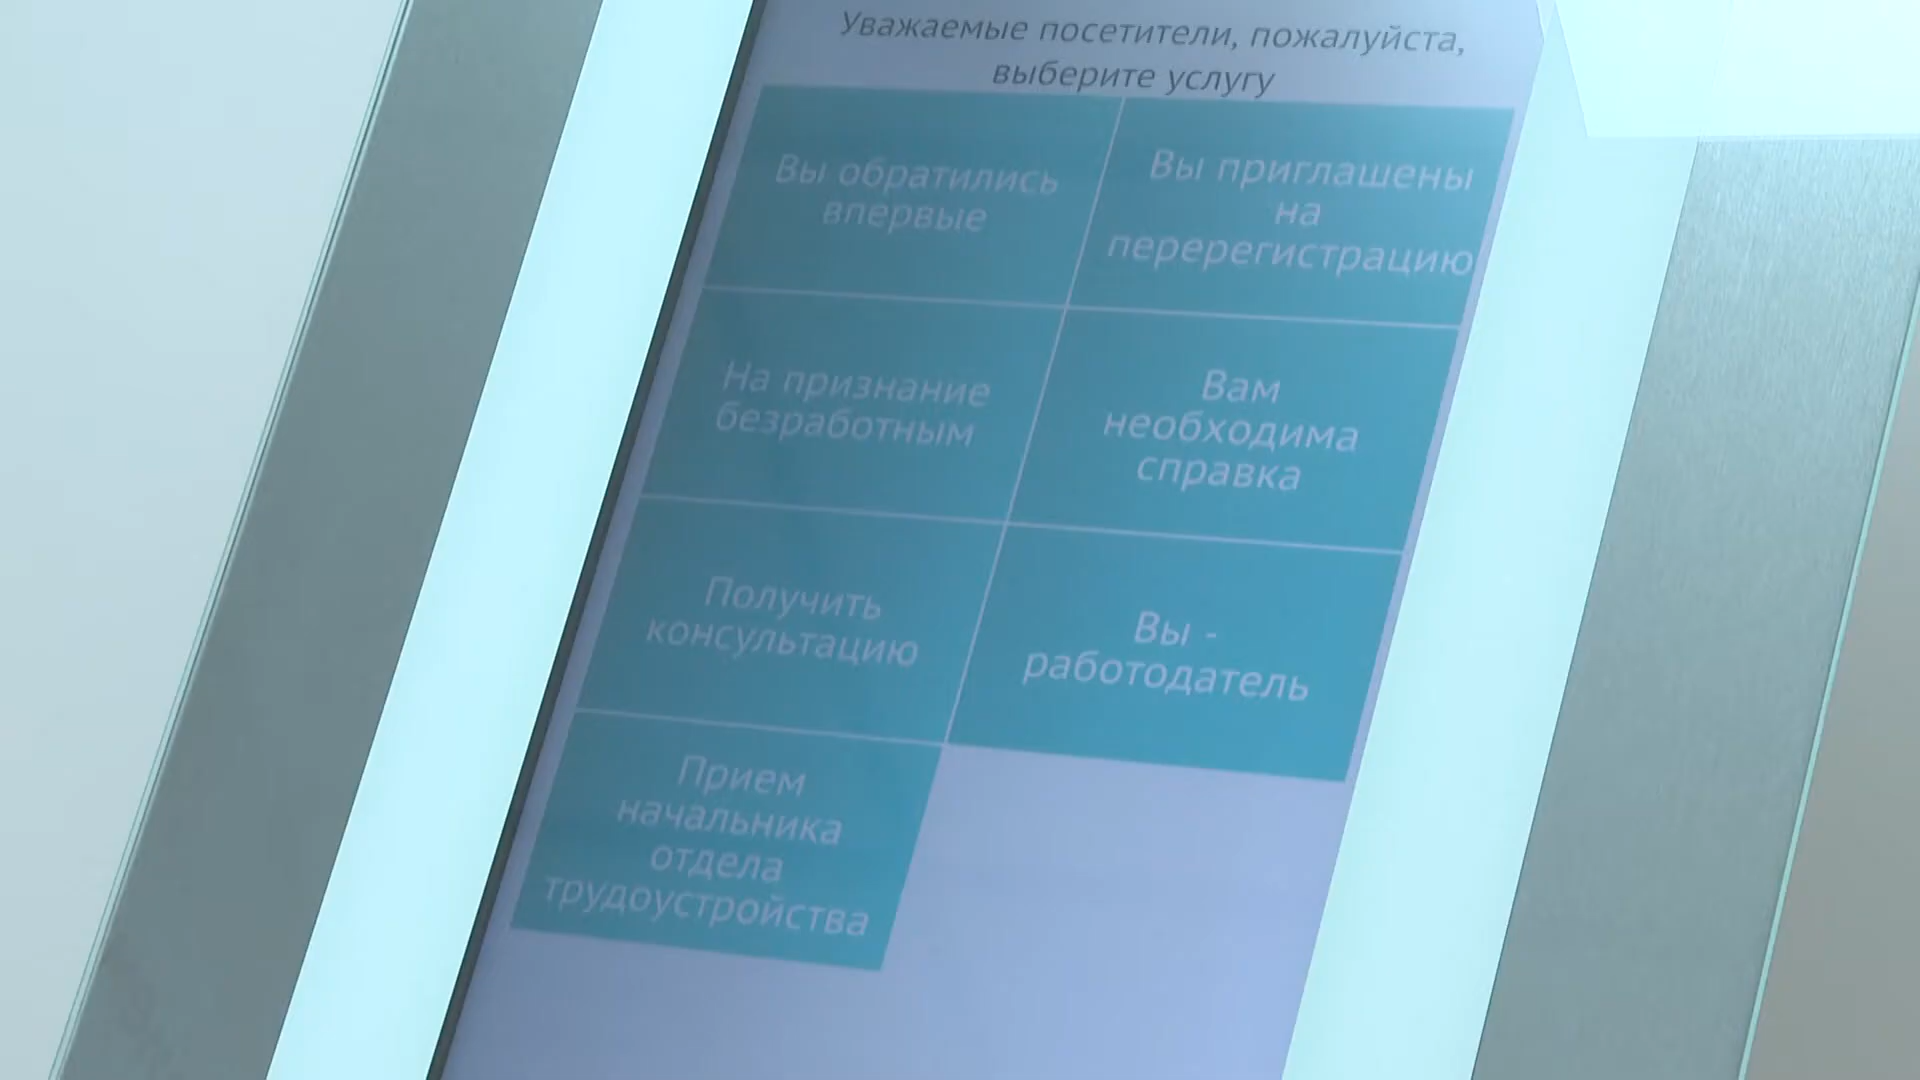 Уважаемые посетители, пожалуйста,
выберите услугу
Вы обратились
впервые
Вы приглашены
на
перерегистрацию
На признание
безработным
Вам
необходима
справка
Получить
консультацию
Вы -
работодатель
Прием
начальника
отдела
трудоустройства